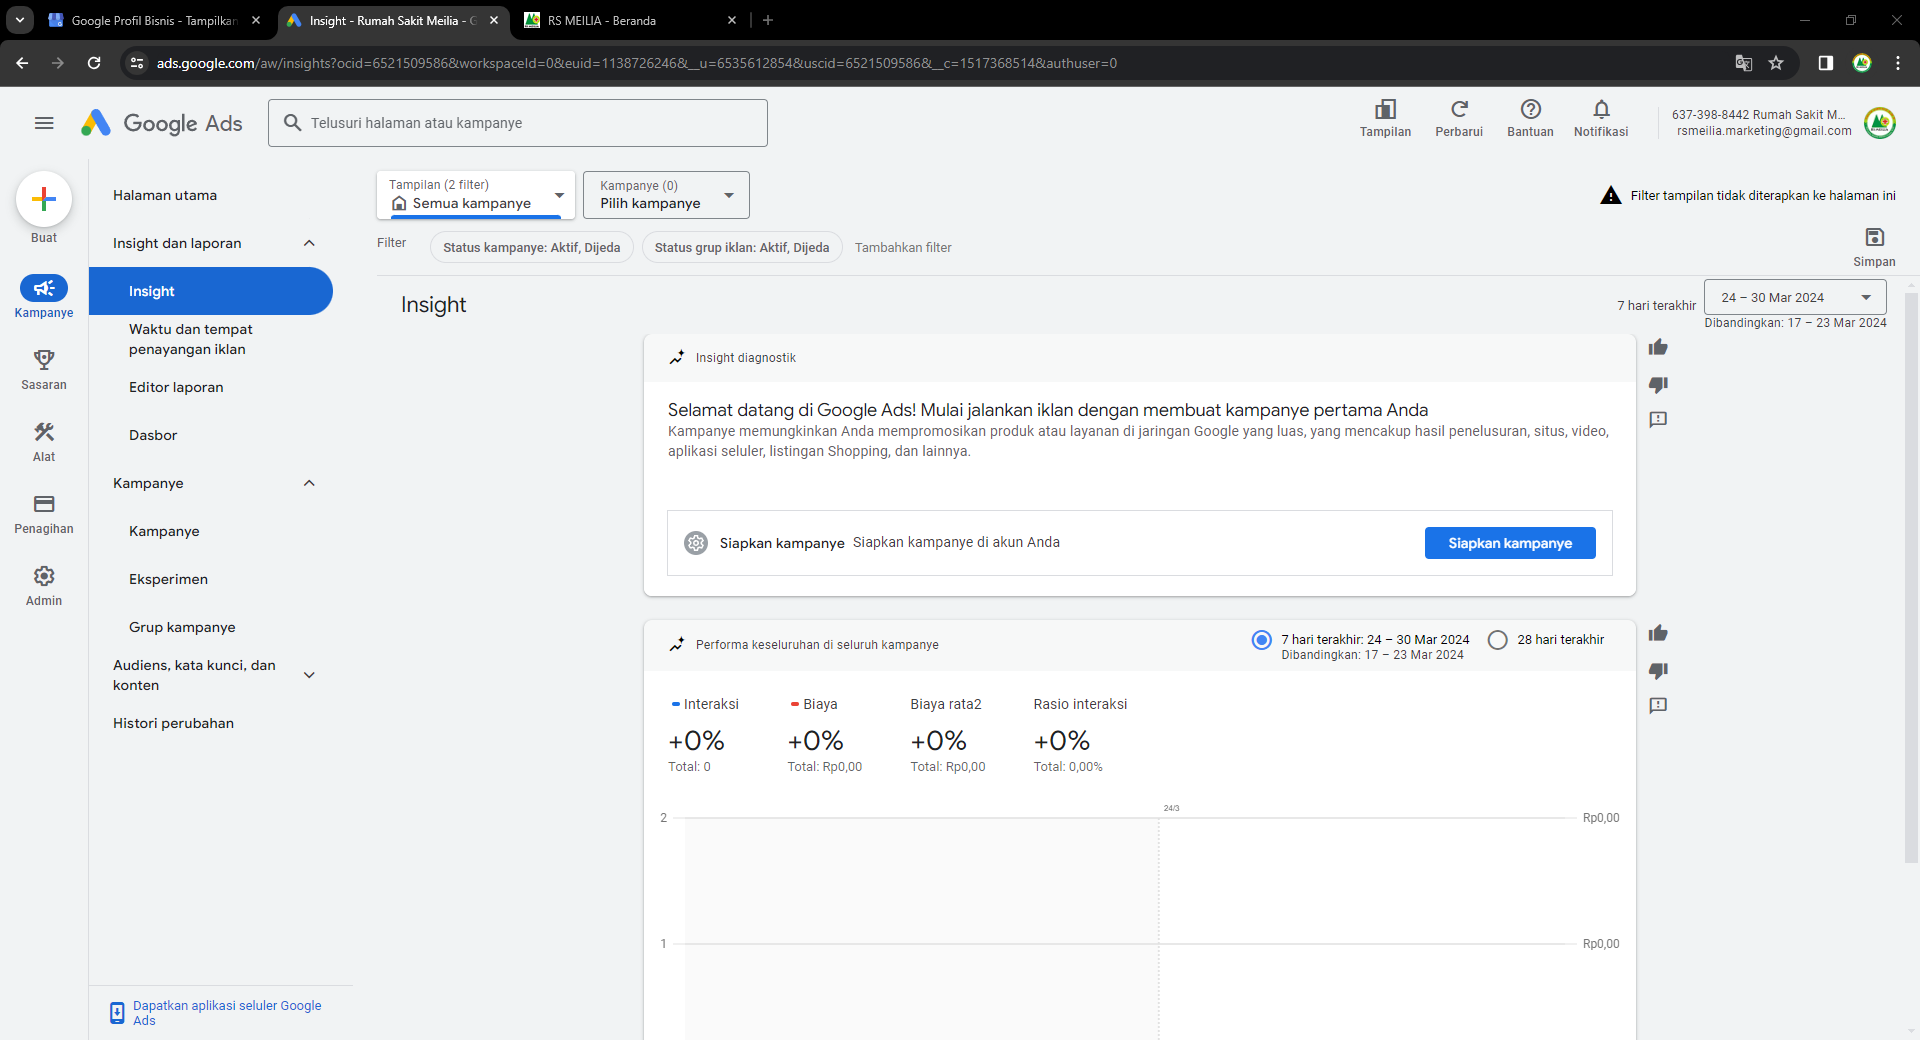 Google Profil Bisnis - Tampilkan
Insight - Rumah Sakit Meilia - G
RS MEILIA - Beranda
ads.google.com/aw/insights?ocid=6521509586&workspaceId=0&euid=1138726246&__u=6535612854&uscid=6521509586&__c=1517368514&authuser=0
Google Ads
Telusuri halaman atau kampanye
Tampilan
Perbarui
Bantuan
Notifikasi
637-398-8442 Rumah Sakit M...
rsmeilia.marketing@gmail.com
Buat
Kampanye
Sasaran
Alat
Penagihan
Admin
Halaman utama
Insight dan laporan
Insight
Waktu dan tempat
penayangan iklan
Editor laporan
Dasbor
Kampanye
Kampanye
Eksperimen
Grup kampanye
Audiens, kata kunci, dan
konten
Histori perubahan
Dapatkan aplikasi seluler Google
Ads
Tampilan (2 filter)
Semua kampanye
Kampanye (0)
Pilih kampanye
Filter tampilan tidak diterapkan ke halaman ini
Filter
Status kampanye: Aktif, Dijeda
Status grup iklan: Aktif, Dijeda
Tambahkan filter
Simpan
Insight
7 hari terakhir
24 – 30 Mar 2024
Dibandingkan: 17 – 23 Mar 2024
Insight diagnostik
Selamat datang di Google Ads! Mulai jalankan iklan dengan membuat kampanye pertama Anda
Kampanye memungkinkan Anda mempromosikan produk atau layanan di jaringan Google yang luas, yang mencakup hasil penelusuran, situs, video,
aplikasi seluler, listingan Shopping, dan lainnya.
Siapkan kampanye Siapkan kampanye di akun Anda
Siapkan kampanye
Performa keseluruhan di seluruh kampanye
7 hari terakhir: 24 – 30 Mar 2024
Dibandingkan: 17 – 23 Mar 2024
28 hari terakhir
Interaksi
+0%
Total: 0
Biaya
+0%
Total: Rp0,00
Biaya rata2
+0%
Total: Rp0,00
Rasio interaksi
+0%
Total: 0,00%
24/3
2
Rp0,00
1
Rp0,00